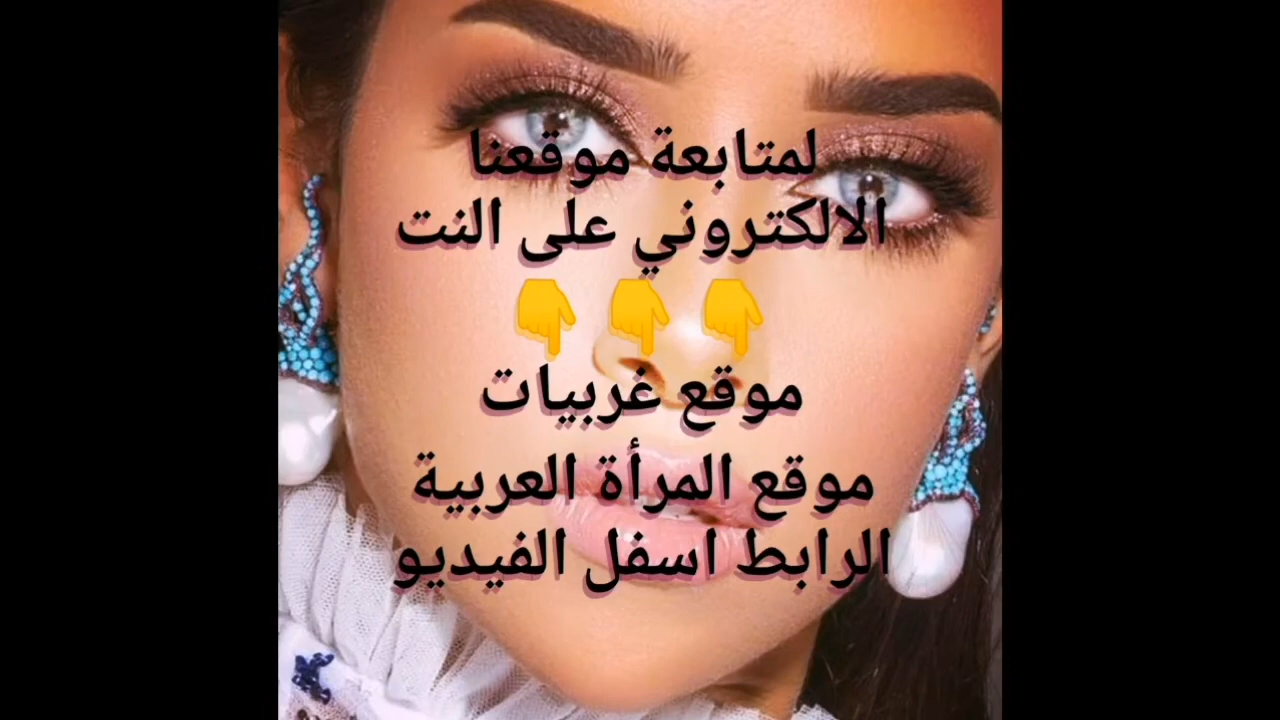 لمتابعة موقعنا
الالكتروني على النت
👇 👇 👇
موقع غربيات
موقع المرأة العربية
الرابط اسفل الفيديو